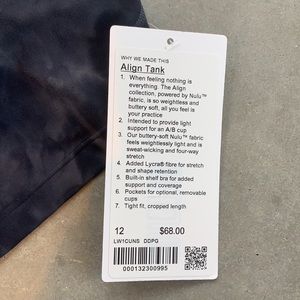 WHY WE MADE THIS
Align Tank
1. When feeling nothing is
everything. The Align
collection, powered by Nulu™
fabric, is so weightless and
buttery soft, all you feel is
your practice
2. Intended to provide light
support for an A/B cup
3. Our buttery-soft Nulu™ fabric
feels weightlessly light and is
sweat-wicking and four-way
stretch
4. Added Lycra® fibre for stretch
and shape retention
5. Built-in shelf bra for added
support and coverage
6. Pockets for optional, removable
cups
7. Tight fit, cropped length
12 $68.00
LW1CUNS DDPG
000132300995